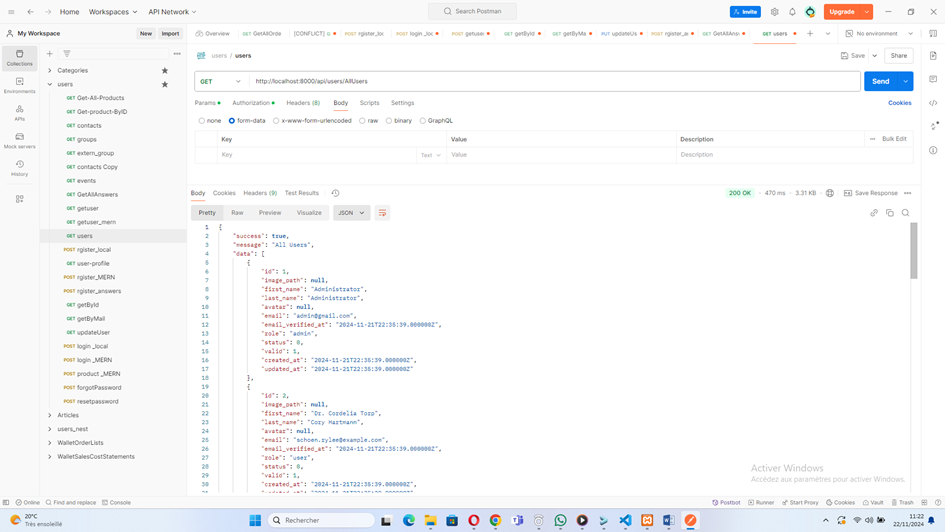 Home Workspaces API Network Search Postman Invite Upgrade
My Workspace New Import
Overview GET GetAllOrde [CONFLICT] G POST rgister_loc POST login _loc GET getuser GET getById GET getByMe PUT updateUs POST rgister_ar GET GetAllAns GET users No environment
Collections
Environments
APIs
Mock servers
History
Categories
users
GET Get-All-Products
GET Get-product-ByID
GET contacts
GET groups
GET extern_group
GET contacts Copy
GET events
GET GetAllAnswers
GET getuser
GET getuser_mern
GET users
POST rgister_local
GET user-profile
POST rgister_MERN
POST rgister_answers
GET getById
GET getByMail
GET updateUser
POST login _local
POST login _MERN
POST product _MERN
POST forgotPassword
POST resetpassword
Articles
users_nest
WalletOrderLists
WalletSalesCostStatements
users / users Save Share
GET http://localhost:8000/api/users/AllUsers Send
Params Authorization Headers (8) Body Scripts Settings Cookies
none form-data x-www-form-urlencoded raw binary GraphQL
Key Value Description Bulk Edit
Key Text Value Description
Body Cookies Headers (9) Test Results 200 OK 470 ms 3.31 KB Save Response
Pretty Raw Preview Visualize JSON
1 {
2 "success": true,
3 "message": "All Users",
4 "data": [
5 {
6 "id": 1,
7 "image_path": null,
8 "first_name": "Administrator",
9 "last_name": "Administrator",
10 "avatar": null,
11 "email": "admin@gmail.com",
12 "email_verified_at": "2024-11-21T22:35:39.000000Z",
13 "role": "admin",
14 "status": 0,
15 "valid": 1,
16 "created_at": "2024-11-21T22:35:39.000000Z",
17 "updated_at": "2024-11-21T22:35:39.000000Z"
18 },
19 {
20 "id": 2,
21 "image_path": null,
22 "first_name": "Dr. Cordelia Torp",
23 "last_name": "Cory Hartmann",
24 "avatar": null,
25 "email": "schoen.rylee@example.com",
26 "email_verified_at": "2024-11-21T22:35:39.000000Z",
27 "role": "user",
28 "status": 0,
29 "valid": 1,
30 "created_at": "2024-11-21T22:35:39.000000Z",
Activer Windows
Accédez aux paramètres pour activer Windows.
Online Find and replace Console Postbot Runner Start Proxy Cookies Vault Trash
20°C
Très ensoleillé
Rechercher
11:22
22/11/2024